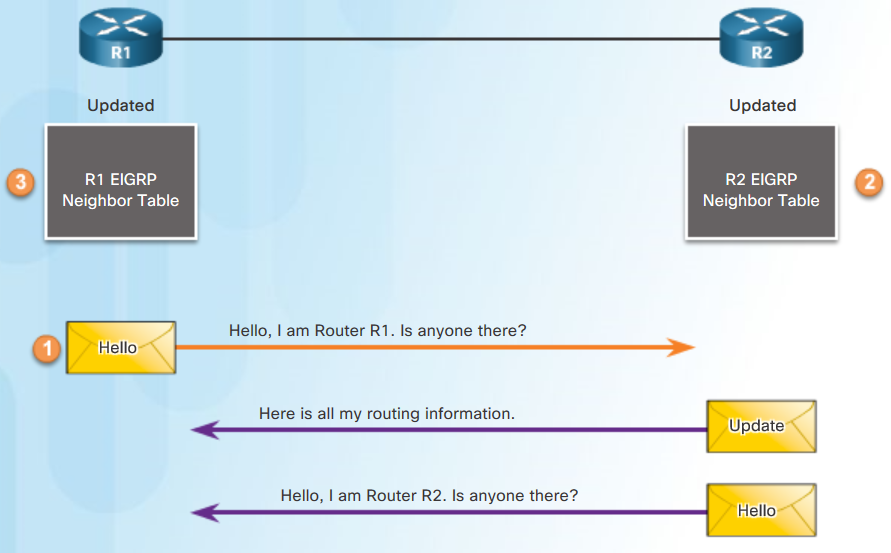 R1
R2
Updated
Updated
3
R1 EIGRP
Neighbor Table
R2 EIGRP
Neighbor Table
2
Hello, I am Router R1. Is anyone there?
1
Hello
Here is all my routing information.
Update
Hello, I am Router R2. Is anyone there?
Hello